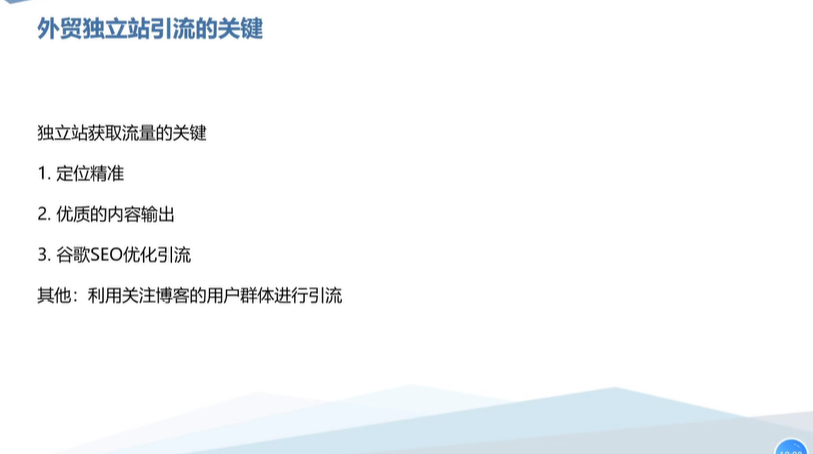 外贸独立站引流的关键
独立站获取流量的关键
1. 定位精准
2. 优质的内容输出
3. 谷歌SEO优化引流
其他：利用关注博客的用户群体进行引流